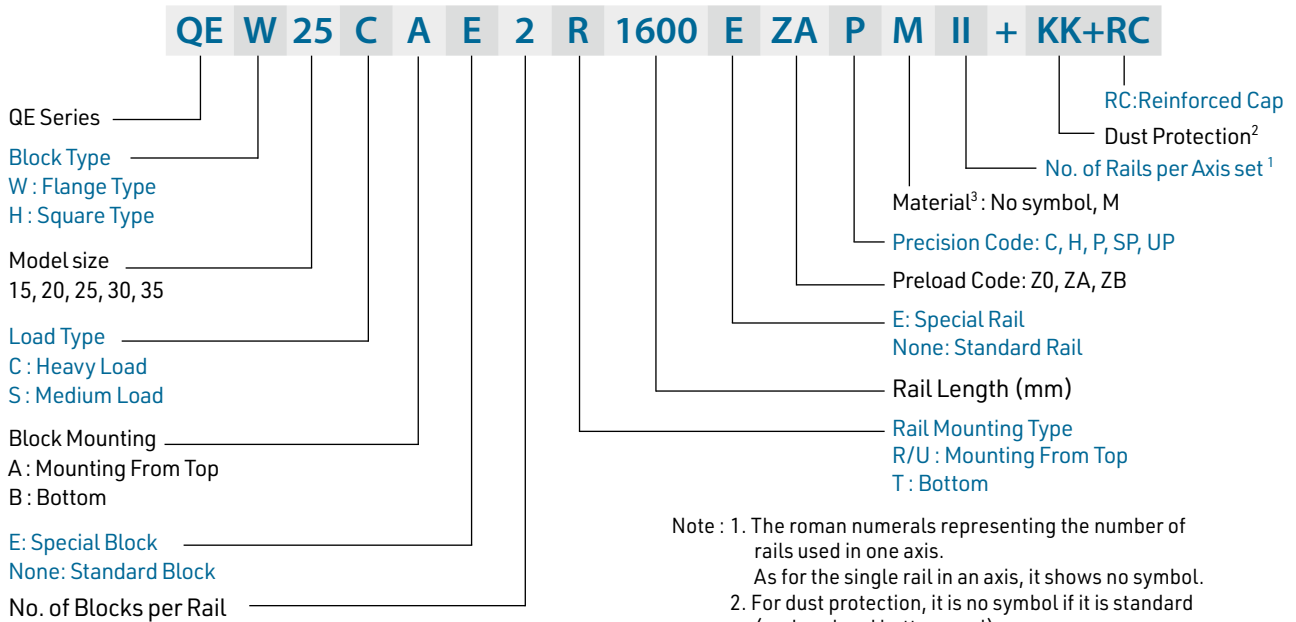 QE W 25 C A E 2 R 1600 E ZA P M II + KK+RC
QE Series
Block Type
W : Flange Type
H : Square Type
Model size
15, 20, 25, 30, 35
Load Type
C : Heavy Load
S : Medium Load
Block Mounting
A : Mounting From Top
B : Bottom
E: Special Block
None: Standard Block
No. of Blocks per Rail
RC:Reinforced Cap
Dust Protection2
No. of Rails per Axis set 1
Material3 : No symbol, M
Precision Code: C, H, P, SP, UP
Preload Code: Z0, ZA, ZB
E: Special Rail
None: Standard Rail
Rail Length (mm)
Rail Mounting Type
R/U : Mounting From Top
T : Bottom
Note : 1. The roman numerals representing the number of
rails used in one axis.
As for the single rail in an axis, it shows no symbol.
2. For dust protection, it is no symbol if it is standard